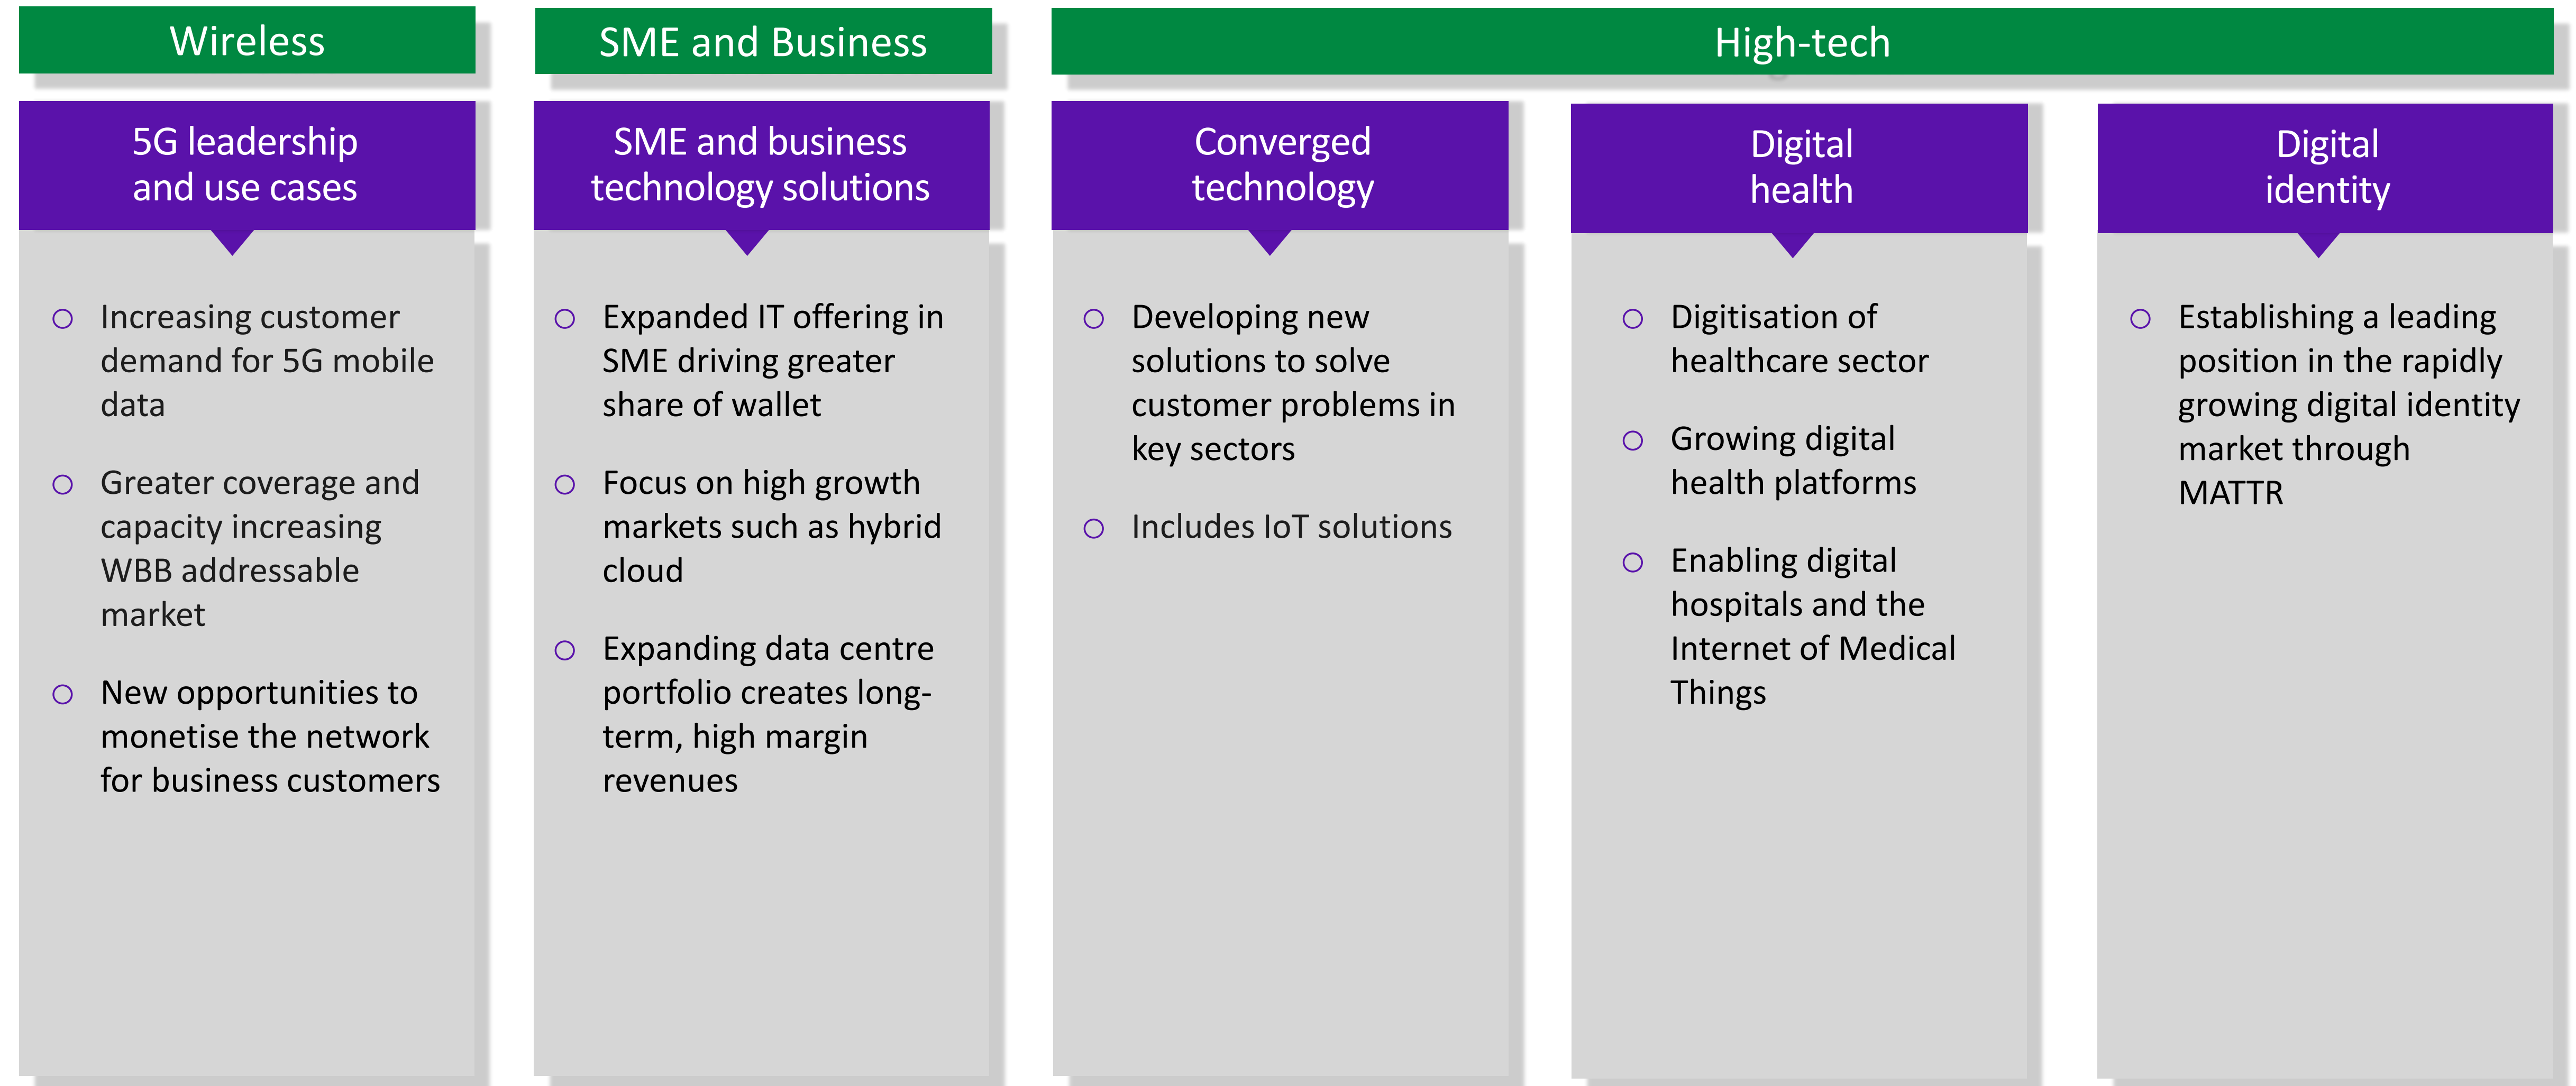 Wireless
SME and Business
High-tech
5G leadership
and use cases
SME and business
technology solutions
Converged
technology
Digital
health
Digital
identity
Increasing customer
demand for 5G mobile
data
Greater coverage and
capacity increasing
WBB addressable
market
New opportunities to
monetise the network
for business customers
Expanded IT offering in
SME driving greater
share of wallet
Focus on high growth
markets such as hybrid
cloud
Expanding data centre
portfolio creates long-
term, high margin
revenues
Developing new
solutions to solve
customer problems in
key sectors
Includes IoT solutions
Digitisation of
healthcare sector
Growing digital
health platforms
Enabling digital
hospitals and the
Internet of Medical
Things
Establishing a leading
position in the rapidly
growing digital identity
market through
MATTR